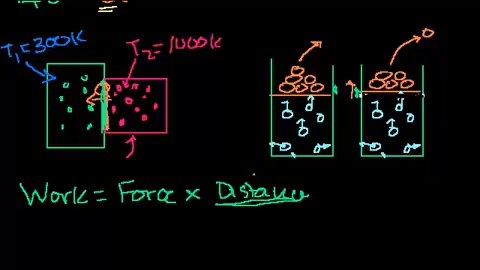 T₁=300K
T₂=1000K
Work = Force × Distance